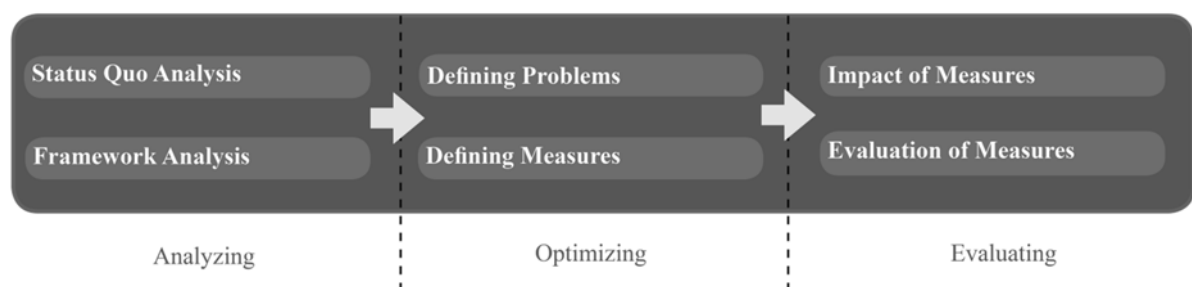 Status Quo Analysis
Framework Analysis
Defining Problems
Defining Measures
Impact of Measures
Evaluation of Measures
Analyzing
Optimizing
Evaluating